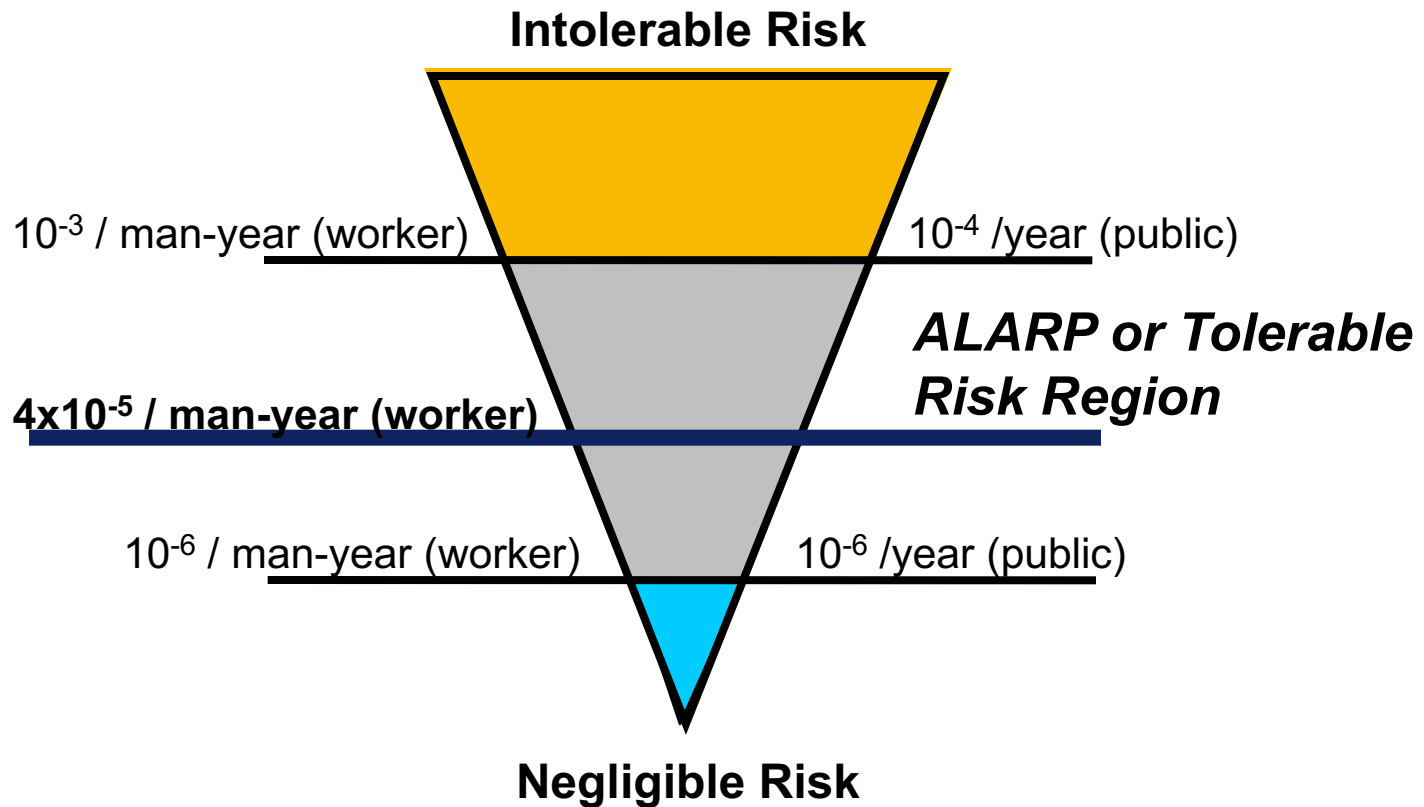 Intolerable Risk
10⁻³ / man-year (worker)
10⁻⁴ /year (public)
ALARP or Tolerable
Risk Region
4x10⁻⁵ / man-year (worker)
10⁻⁶ / man-year (worker)
10⁻⁶ /year (public)
Negligible Risk